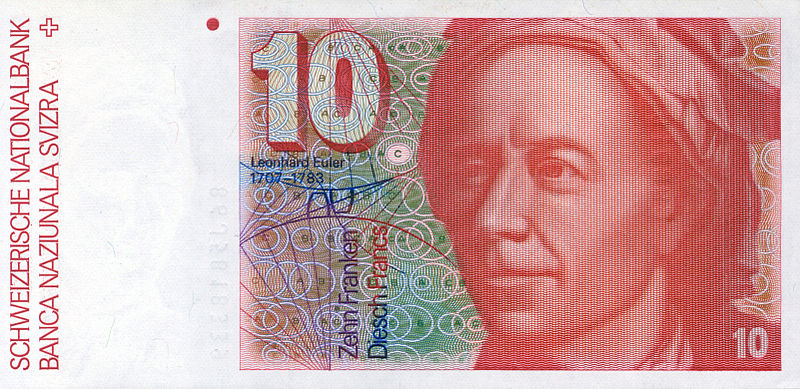 SCHWEIZERISCHE NATIONALBANK
BANCA NAZIUNALA SVIZRA
10
Leonhard Euler
1707–1783
Zehn Franken
Diesch Francs
10